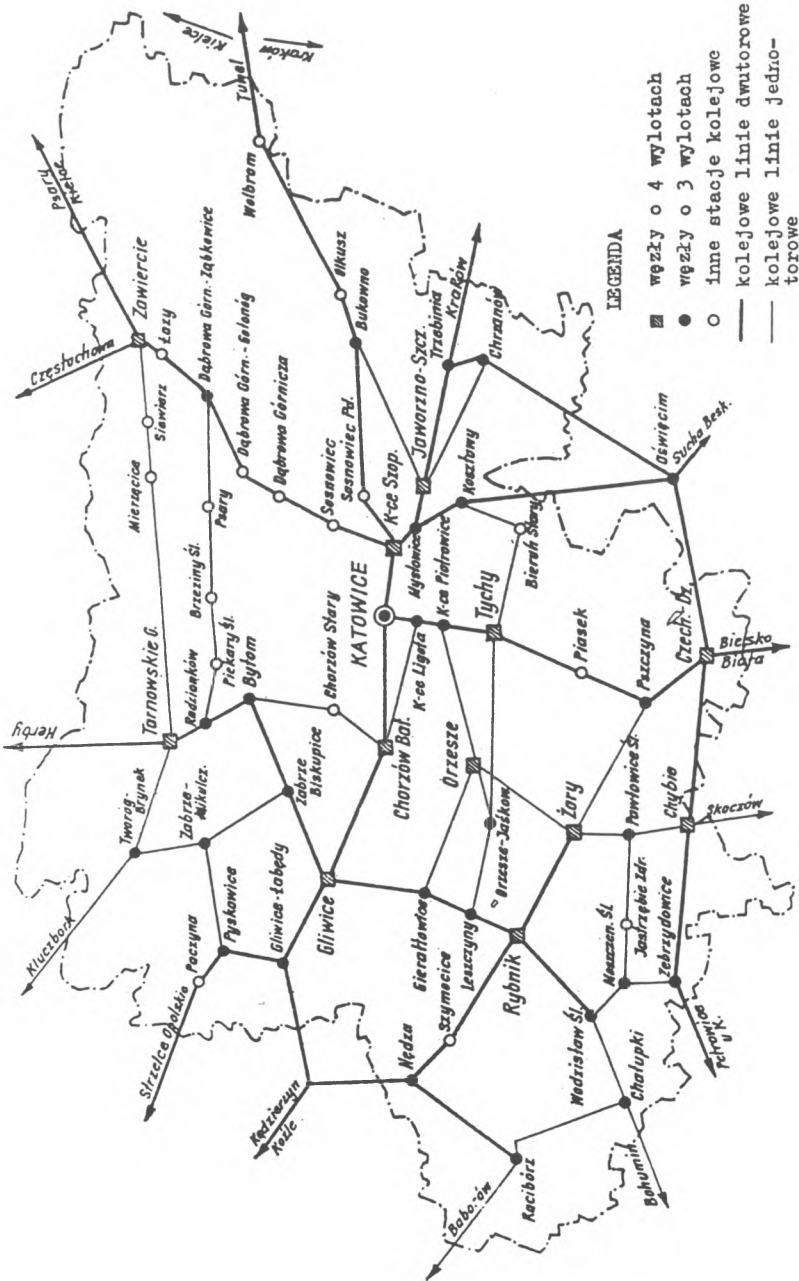 Kielce
Kraków
Tunel
Wolbrom
Psary
Kielce
Zawiercie
Częstochowa
Łazy
Siewierz
Mierzęcice
Dąbrowa Górn.-Ząbkowice
Dąbrowa Górn.-Gołonóg
Dąbrowa Górnicza
Sosnowiec
Sosnowiec Pd.
Olkusz
Bukowno
K-ce Szop.
Jaworzno-Szcz.
Trzebinia
Kraków
Chrzanów
Psary
Brzeziny Śl.
Piekary Śl.
Tarnowskie G.
Herby
Radzionków
Bytom
Chorzów Stary
KATOWICE
Mysłowice
Kosztowy
K-ce Piotrowice
K-ce Ligota
Bieruń Stary
Oświęcim
Sucha Besk.
Tychy
Piasek
Pszczyna
Czech. Dz.
Bielsko
Biała
Tworóg-
Brynek
Kluczbork
Zabrze-
Mikulcz.
Zabrze
Biskupice
Chorzów Bat.
Orzesze
Orzesze-Jaśkow.
Żory
Pawłowice Śl.
Chybie
Skoczów
Pyskowice
Paczyna
Strzelce Opolskie
Gliwice-Łabędy
Gliwice
Gierałtowice
Leszczyny
Rybnik
Szymocice
Nędza
Kędzierzyn
Koźle
Racibórz
Wodzisław Śl.
Moszczen. Śl.
Jastrzębie Zdr.
Zebrzydowice
Petrowice
u K.
Chałupki
Bohumin.
LEGENDA
węzły o 4 wylotach
węzły o 3 wylotach
inne stacje kolejowe
kolejowe linie dwutorowe
kolejowe linie jedno-
torowe